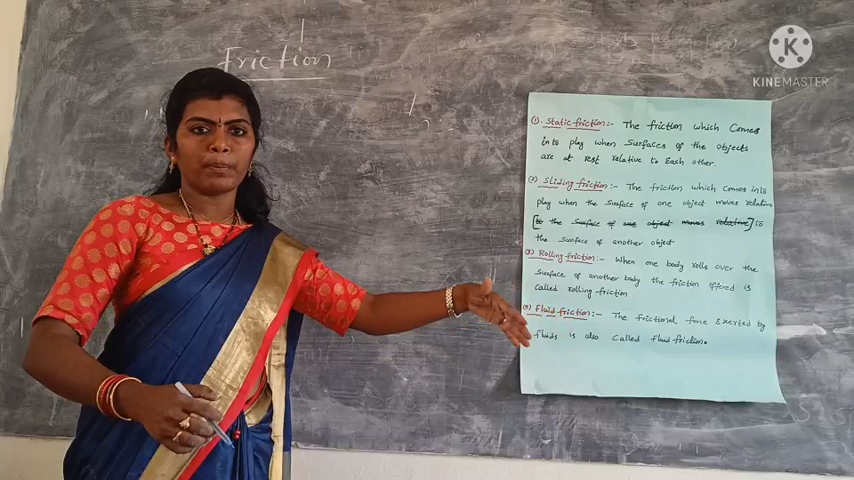 Friction
KINEMASTER
(1). Static friction:- The friction which Comes
into play when Surfaces of the objects
are at rest relative to Each other.
(2) Sliding friction:- The friction which comes into
play when the surface of one object moves relative
[to the Surface of one object moves relative] to
the Surface of another object
(3) Rolling friction:- When one body rolls over the
Surface of another body the friction offered is
called rolling friction
(4) Fluid friction:- The frictional force Exerted by
fluids is also called fluid friction.